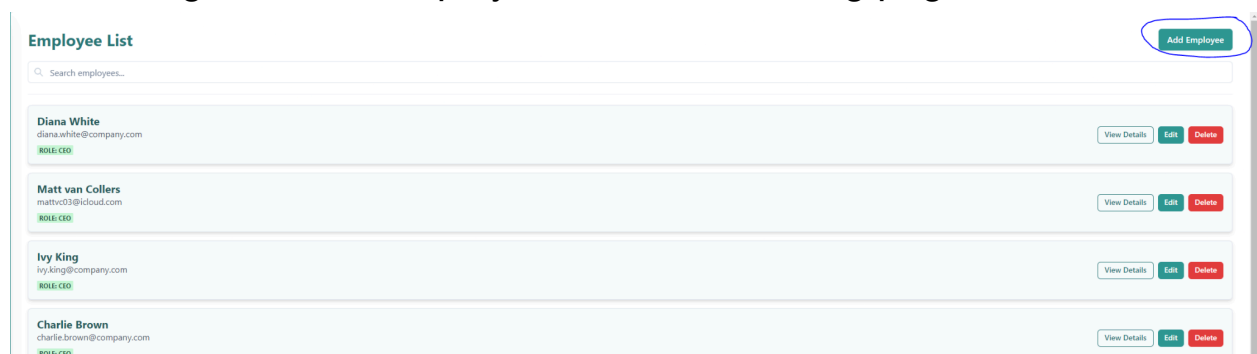 Employee List
Add Employee
Search employees...
Diana White
diana.white@company.com
ROLE: CEO
View Details Edit Delete
Matt van Collers
mattvc03@icloud.com
ROLE: CEO
View Details Edit Delete
Ivy King
ivy.king@company.com
ROLE: CEO
View Details Edit Delete
Charlie Brown
charlie.brown@company.com
ROLE: CEO
View Details Edit Delete